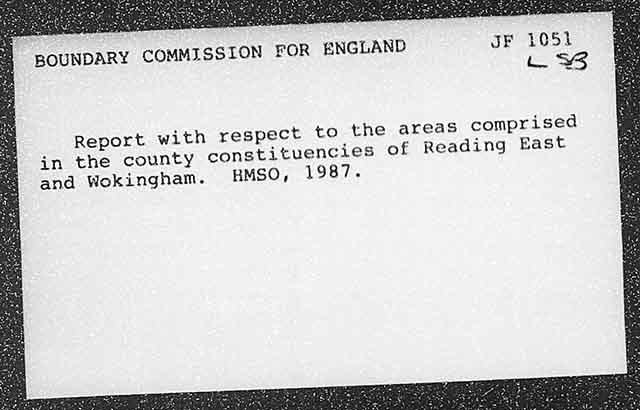 BOUNDARY COMMISSION FOR ENGLAND JF 1051
L
Report with respect to the areas comprised
in the county constituencies of Reading East
and Wokingham. HMSO, 1987.